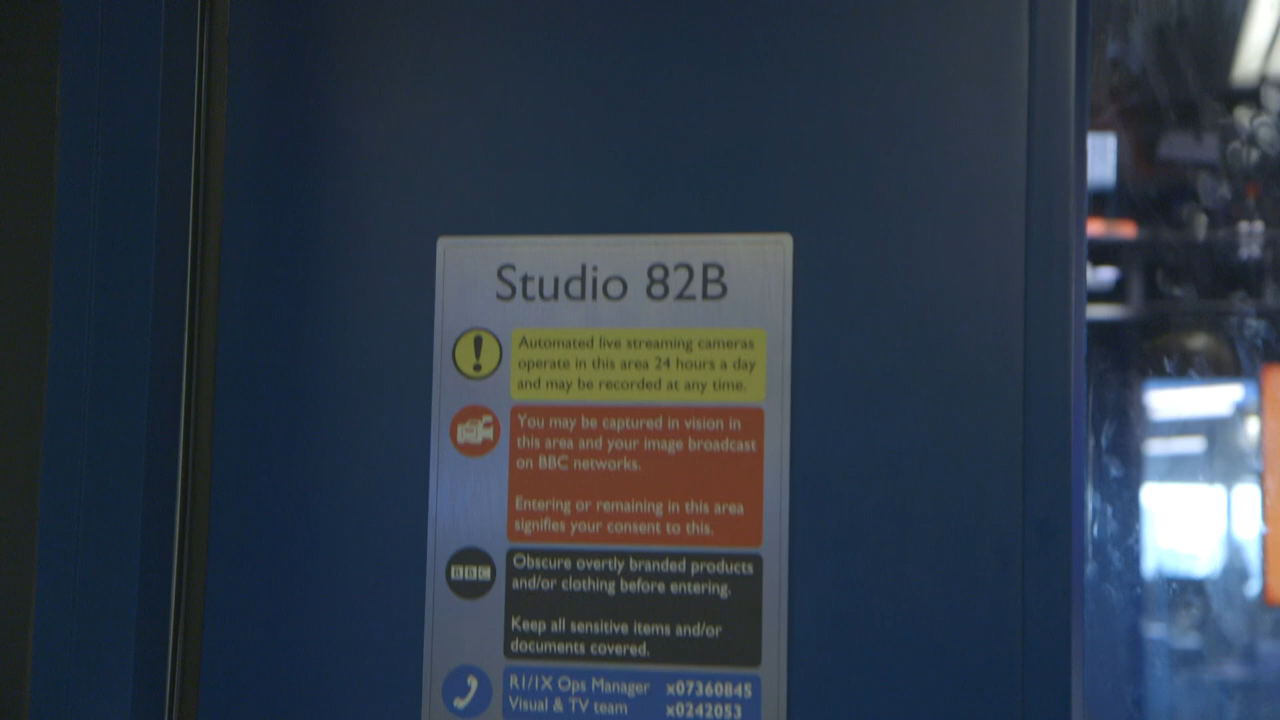 Studio 82B
Automated live streaming cameras
operate in this area 24 hours a day
and may be recorded at any time.
You may be captured in vision in
this area and your image broadcast
on BBC networks.
Entering or remaining in this area
signifies your consent to this.
BBC
Obscure overtly branded products
and/or clothing before entering.
Keep all sensitive items and/or
documents covered.
R1/1X Ops Manager x07360845
Visual & TV team x0242053